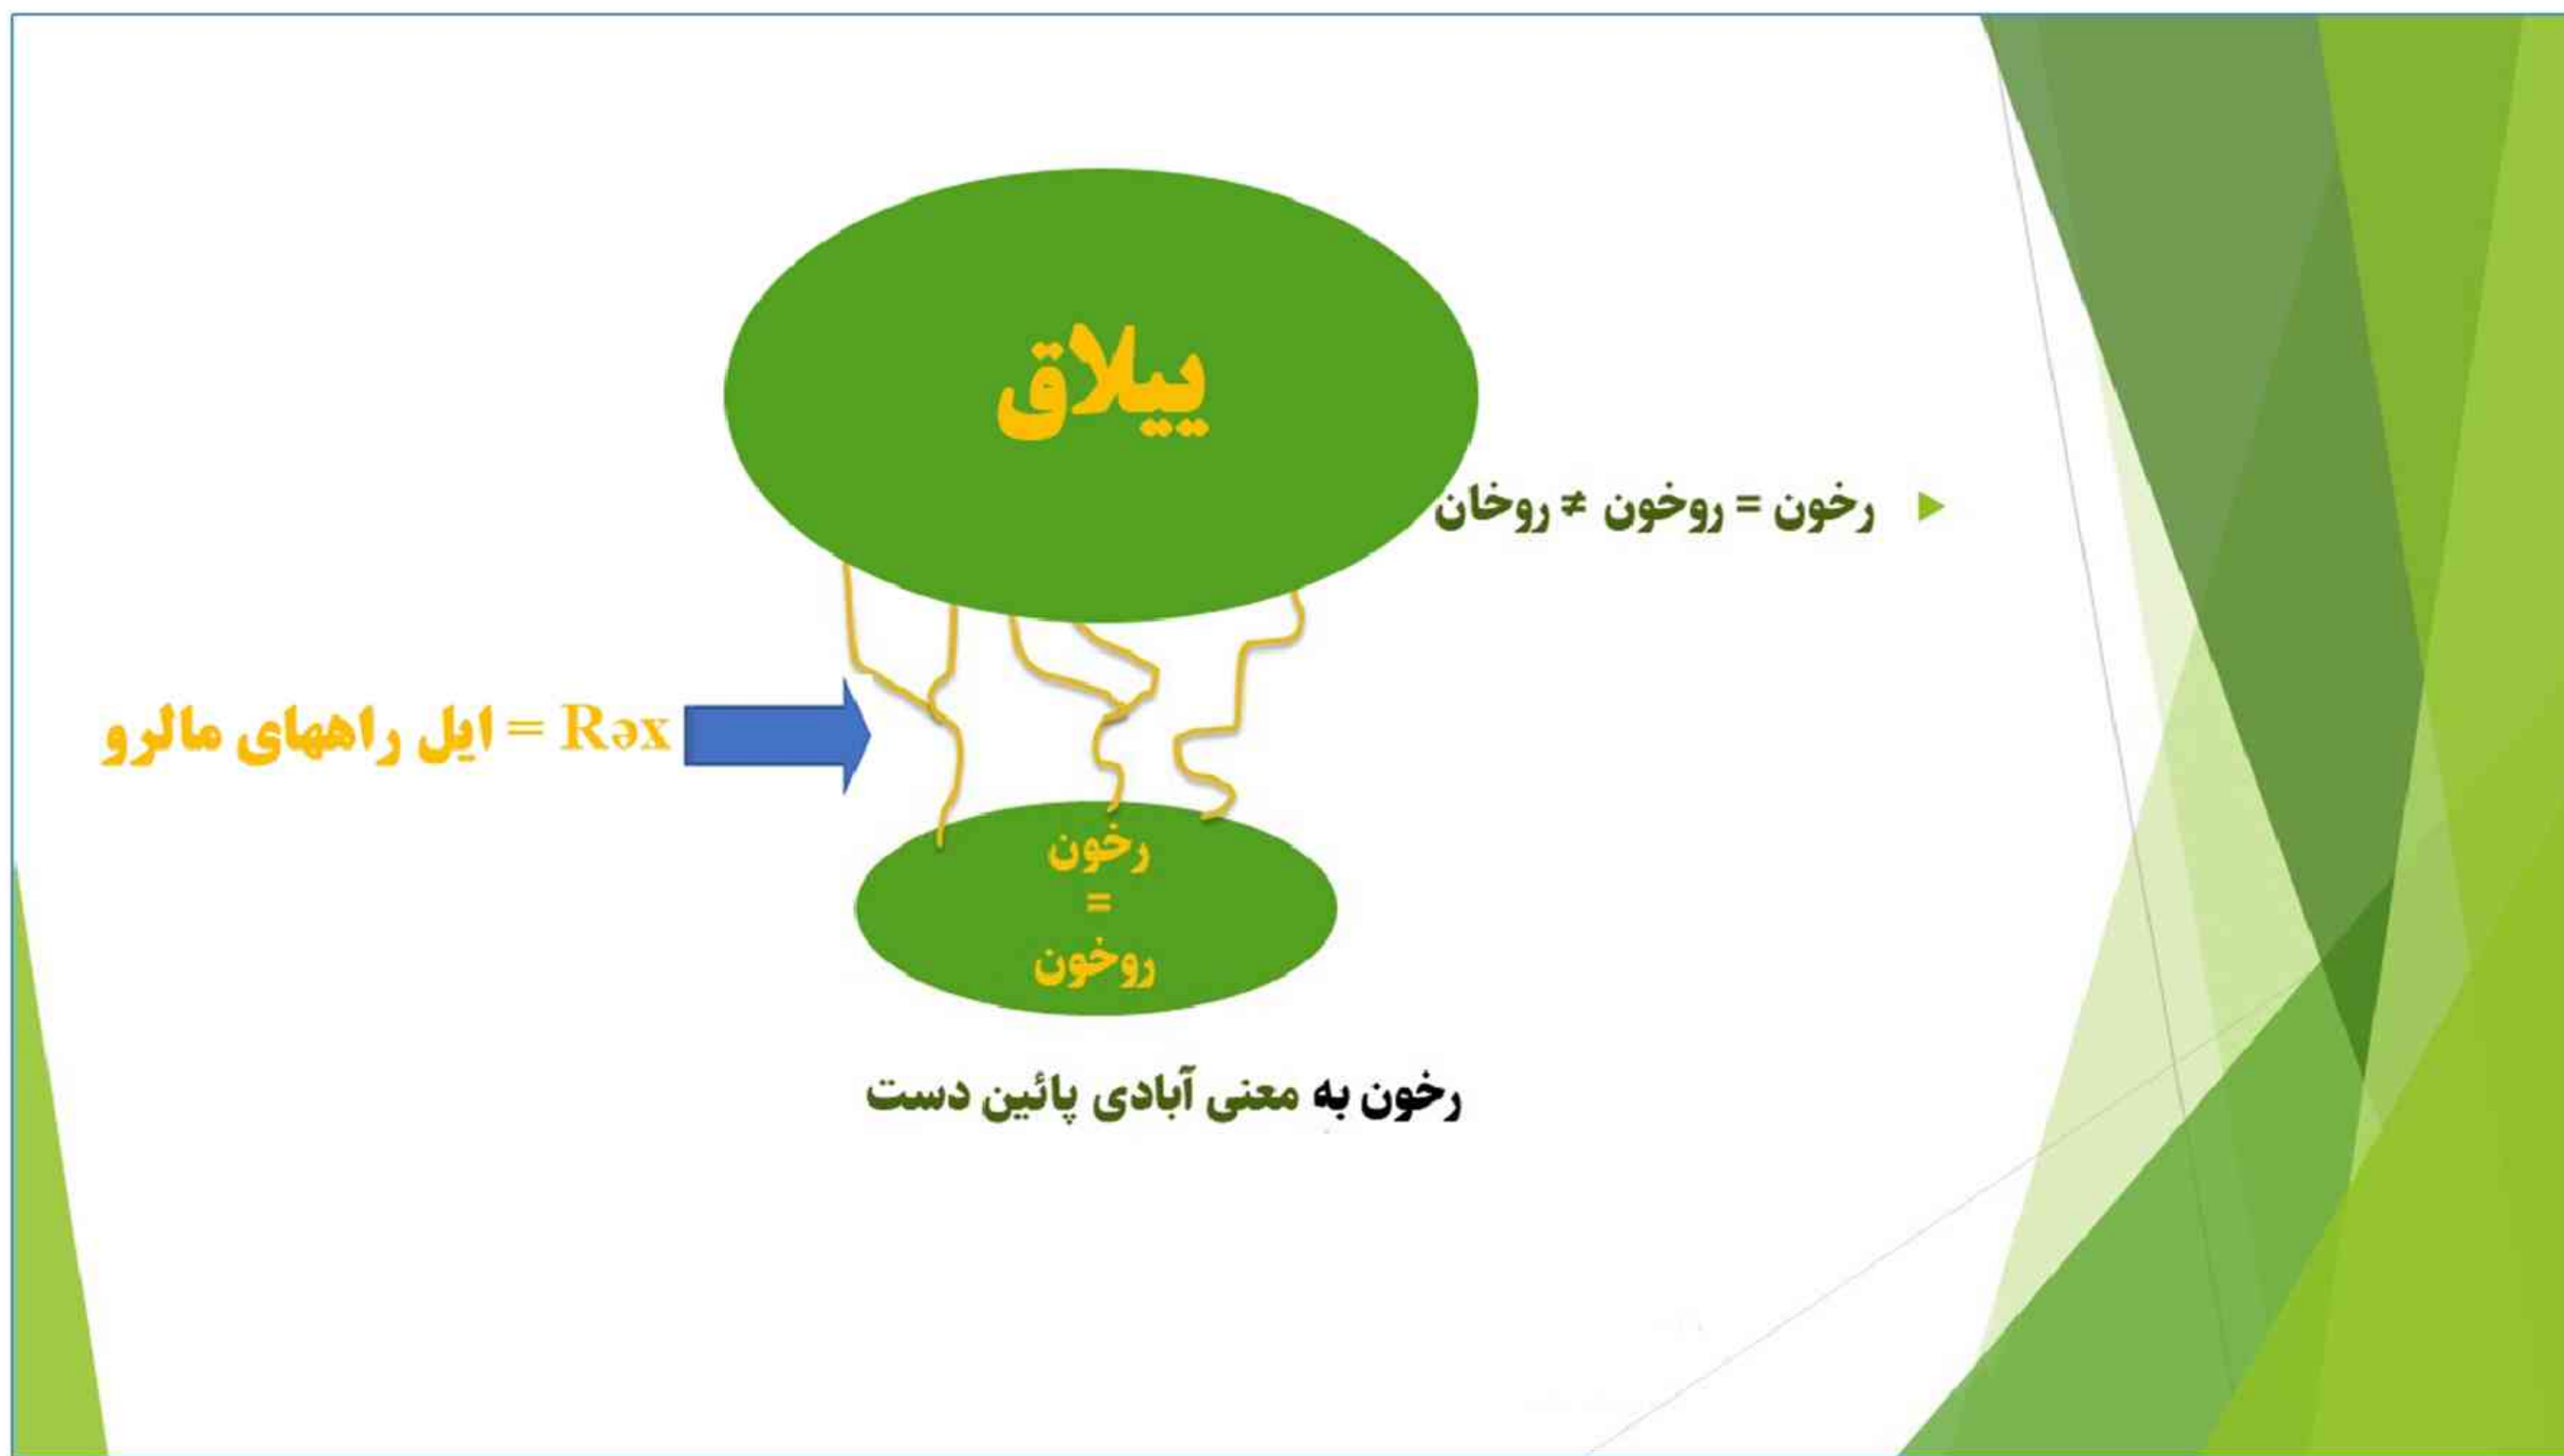 ییلاق
رخون = روخون ≠ روخان
Rəx = ایل راههای مالرو
رخون
=
روخون
رخون به معنی آبادی پائین دست